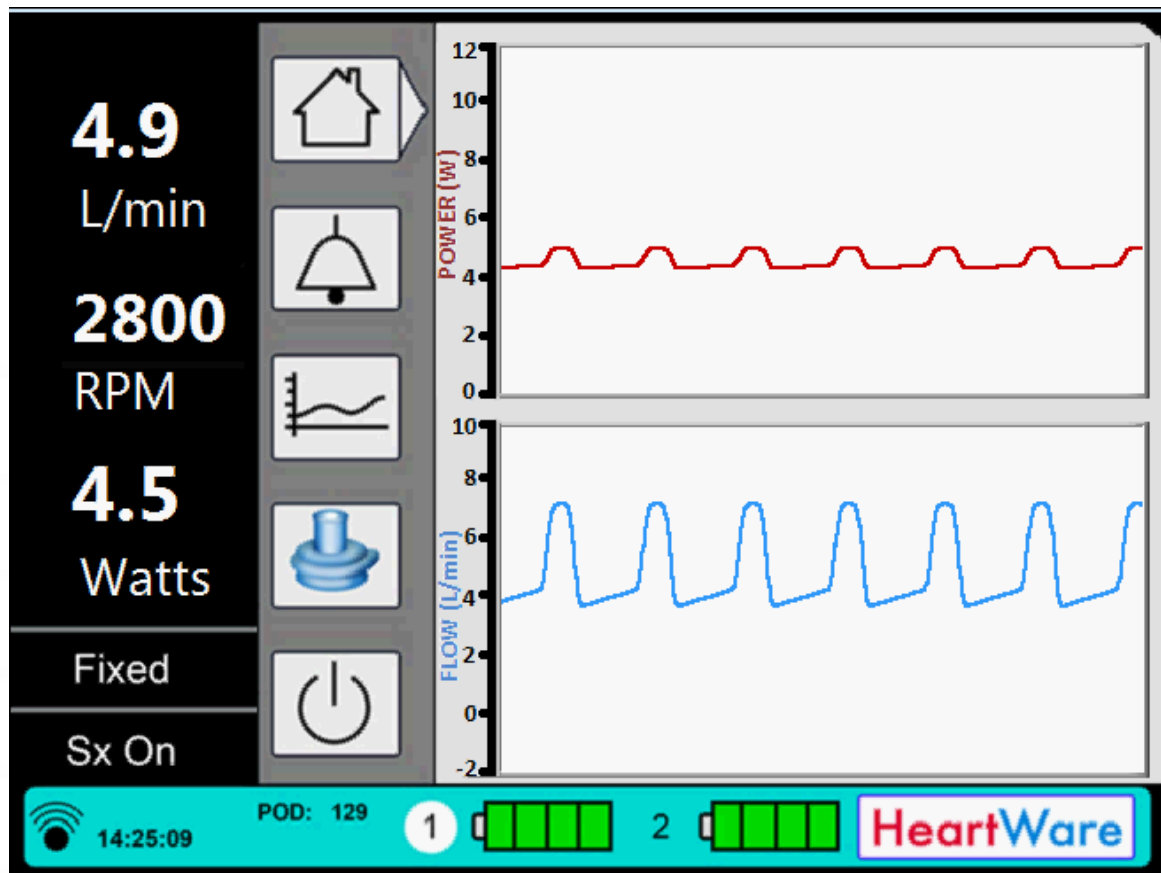 4.9
L/min
2800
RPM
4.5
Watts
Fixed
Sx On
12
10
8
6
4
2
0
POWER (W)
10
8
6
4
2
0
-2
FLOW (L/min)
14:25:09
POD: 129
1
2
HeartWare